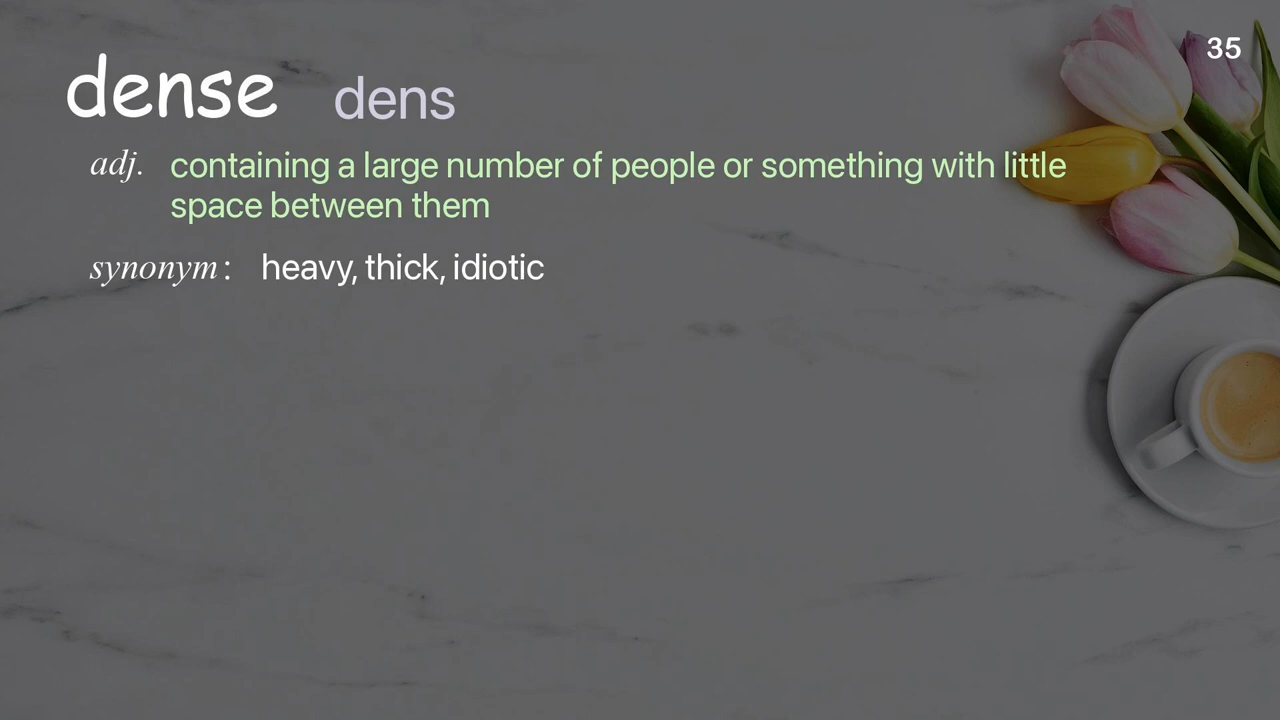 35
dense dens
adj. containing a large number of people or something with little
space between them
synonym: heavy, thick, idiotic